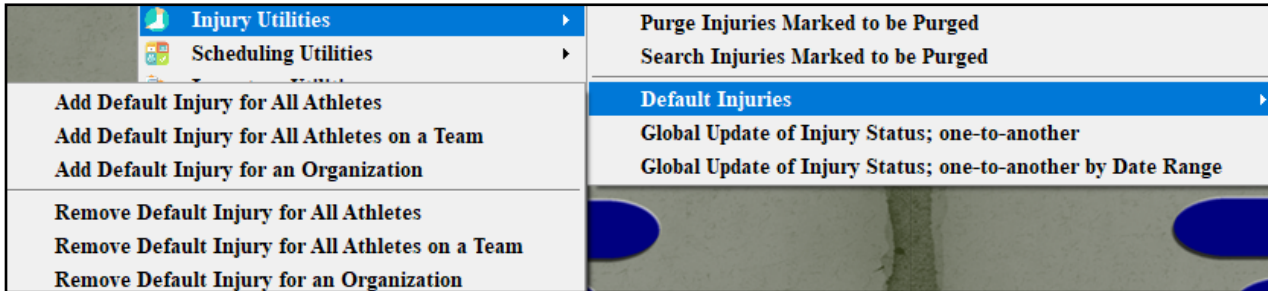 Injury Utilities
Scheduling Utilities
Purge Injuries Marked to be Purged
Search Injuries Marked to be Purged
Default Injuries
Global Update of Injury Status; one-to-another
Global Update of Injury Status; one-to-another by Date Range
Add Default Injury for All Athletes
Add Default Injury for All Athletes on a Team
Add Default Injury for an Organization
Remove Default Injury for All Athletes
Remove Default Injury for All Athletes on a Team
Remove Default Injury for an Organization